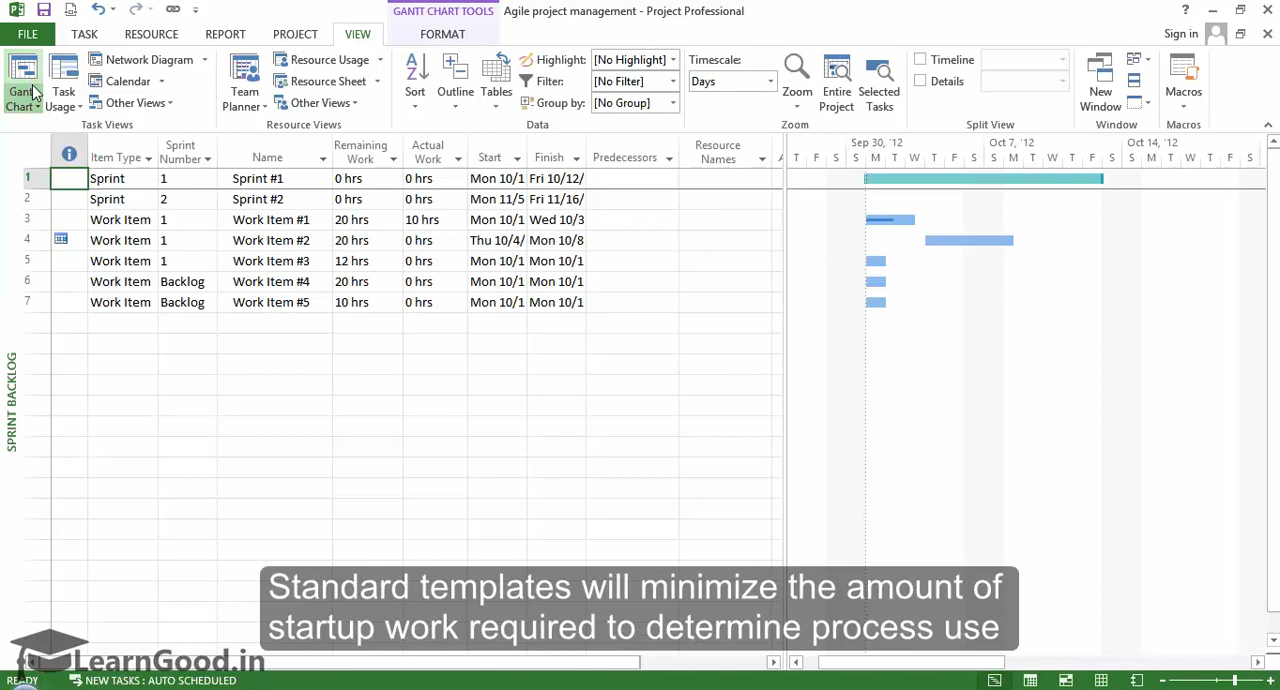 GANTT CHART TOOLS
Agile project management - Project Professional
?
FILE
TASK
RESOURCE
REPORT
PROJECT
VIEW
FORMAT
Sign in
Gantt
Chart
Task
Usage
Network Diagram
Calendar
Other Views
Task Views
Team
Planner
Resource Usage
Resource Sheet
Other Views
Resource Views
Sort
Outline
Tables
Highlight: [No Highlight]
Filter: [No Filter]
Group by: [No Group]
Data
Timescale:
Days
Zoom
Entire
Project
Selected
Tasks
Zoom
Timeline
Details
Split View
New
Window
Window
Macros
Macros
Item Type
Sprint
Number
Name
Remaining
Work
Actual
Work
Start
Finish
Predecessors
Resource
Names
A
Sep 30, '12
Oct 7, '12
Oct 14, '12
T F S S M T W T F S S M T W T F S S M T W T F S
1 Sprint 1 Sprint #1 0 hrs 0 hrs Mon 10/1 Fri 10/12/
2 Sprint 2 Sprint #2 0 hrs 0 hrs Mon 11/5 Fri 11/16/
3 Work Item 1 Work Item #1 20 hrs 10 hrs Mon 10/1 Wed 10/3
4 Work Item 1 Work Item #2 20 hrs 0 hrs Thu 10/4/ Mon 10/8
5 Work Item 1 Work Item #3 12 hrs 0 hrs Mon 10/1 Mon 10/1
6 Work Item Backlog Work Item #4 20 hrs 0 hrs Mon 10/1 Mon 10/1
7 Work Item Backlog Work Item #5 10 hrs 0 hrs Mon 10/1 Mon 10/1
SPRINT BACKLOG
Standard templates will minimize the amount of
startup work required to determine process use
LearnGood.in
READY
NEW TASKS : AUTO SCHEDULED